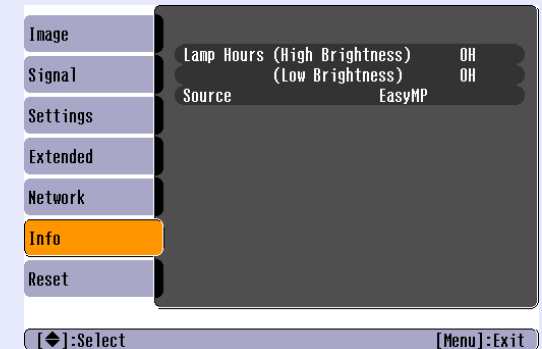 Image
Signal
Settings
Extended
Network
Info
Reset
Lamp Hours (High Brightness) 0H
(Low Brightness) 0H
Source EasyMP
[◆]:Select [Menu]:Exit